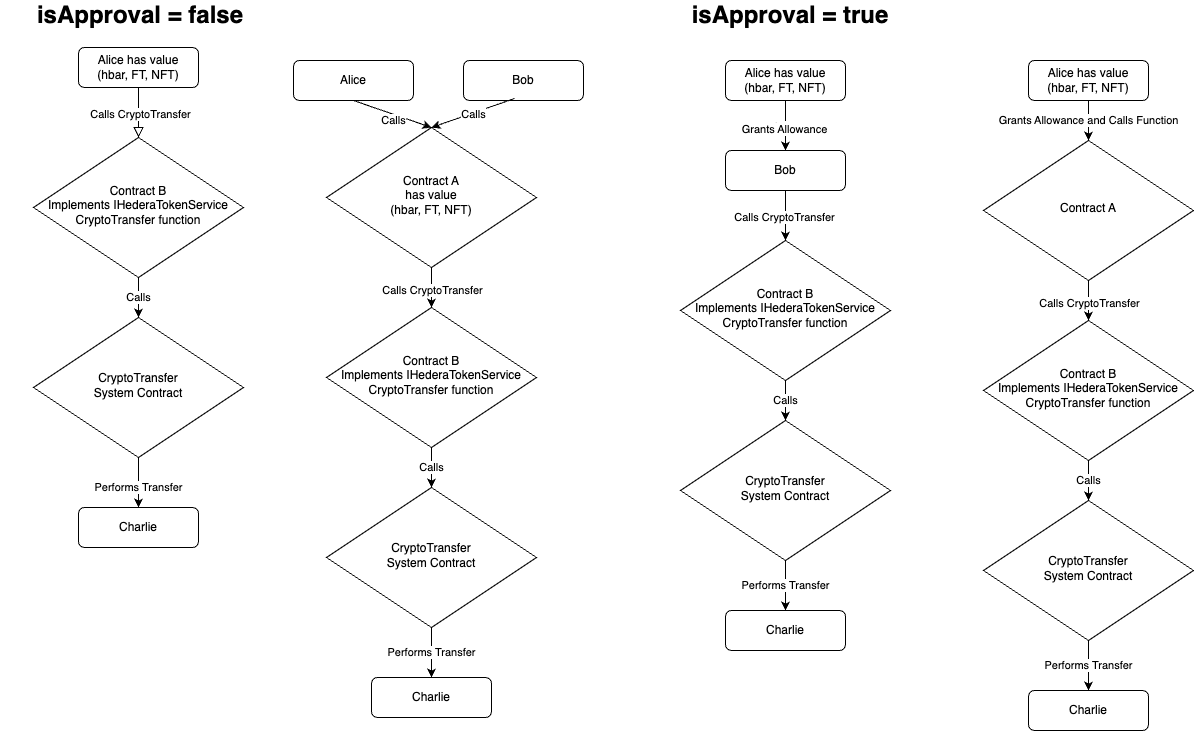 isApproval = false
Alice has value
(hbar, FT, NFT)
Calls CryptoTransfer
Contract B
Implements IHederaTokenService
CryptoTransfer function
Calls
CryptoTransfer
System Contract
Performs Transfer
Charlie
Alice
Bob
Calls
Calls
Contract A
has value
(hbar, FT, NFT)
Calls CryptoTransfer
Contract B
Implements IHederaTokenService
CryptoTransfer function
Calls
CryptoTransfer
System Contract
Performs Transfer
Charlie
isApproval = true
Alice has value
(hbar, FT, NFT)
Grants Allowance
Bob
Calls CryptoTransfer
Contract B
Implements IHederaTokenService
CryptoTransfer function
Calls
CryptoTransfer
System Contract
Performs Transfer
Charlie
Alice has value
(hbar, FT, NFT)
Grants Allowance and Calls Function
Contract A
Calls CryptoTransfer
Contract B
Implements IHederaTokenService
CryptoTransfer function
Calls
CryptoTransfer
System Contract
Performs Transfer
Charlie